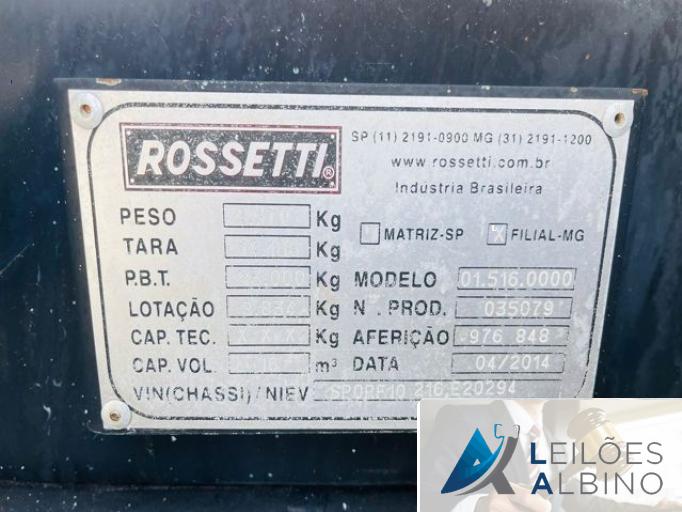 ROSSETTI®
SP (11) 2191-0900 MG (31) 2191-1200
www.rossetti.com.br
Indústria Brasileira
PESO Kg
TARA Kg
MATRIZ-SP X FILIAL-MG
P.B.T. Kg MODELO 01.516.0000
LOTAÇÃO Kg N . PROD. 035079
CAP. TEC. X X X Kg AFERIÇÃO 976 848
CAP. VOL. m³ DATA 04/2014
VIN(CHASSI)/NIEV
LEILÕES
ALBINO